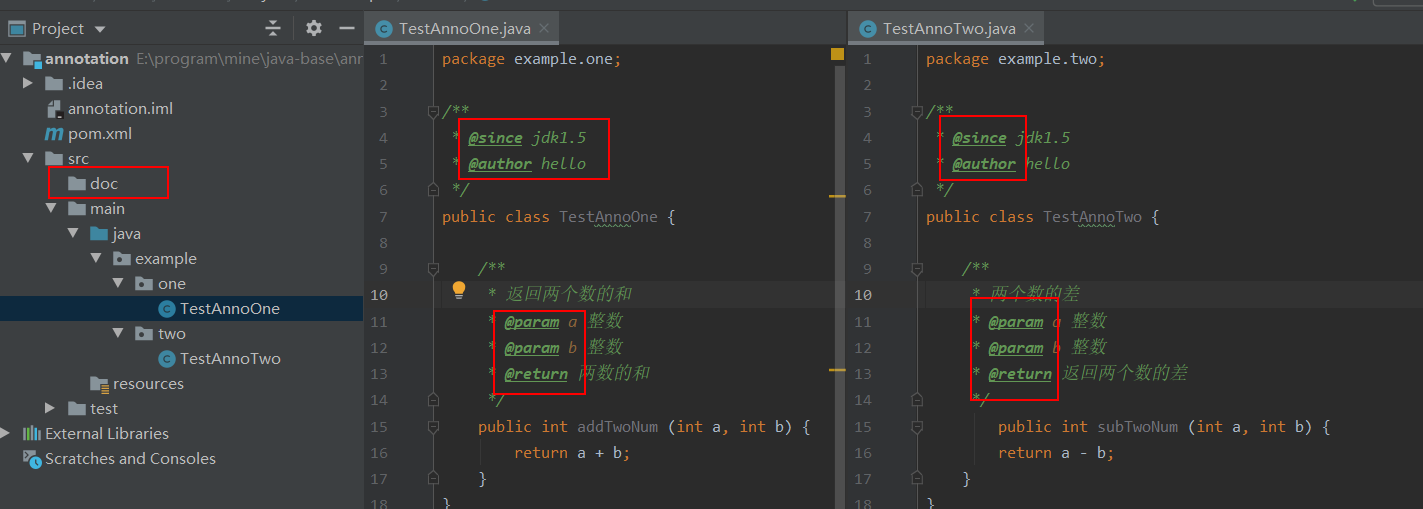 Project
annotation E:\program\mine\java-base\ann
.idea
annotation.iml
pom.xml
src
doc
main
java
example
one
TestAnnoOne
two
TestAnnoTwo
resources
test
External Libraries
Scratches and Consoles
TestAnnoOne.java
1 package example.one;
2
3 /**
4 * @since jdk1.5
5 * @author hello
6 */
7 public class TestAnnoOne {
8
9 /**
10 * 返回两个数的和
11 * @param a 整数
12 * @param b 整数
13 * @return 两数的和
14 */
15 public int addTwoNum (int a, int b) {
16 return a + b;
17 }
18 }
TestAnnoTwo.java
1 package example.two;
2
3 /**
4 * @since jdk1.5
5 * @author hello
6 */
7 public class TestAnnoTwo {
8
9 /**
10 * 两个数的差
11 * @param a 整数
12 * @param b 整数
13 * @return 返回两个数的差
14 */
15 public int subTwoNum (int a, int b) {
16 return a - b;
17 }
18 }